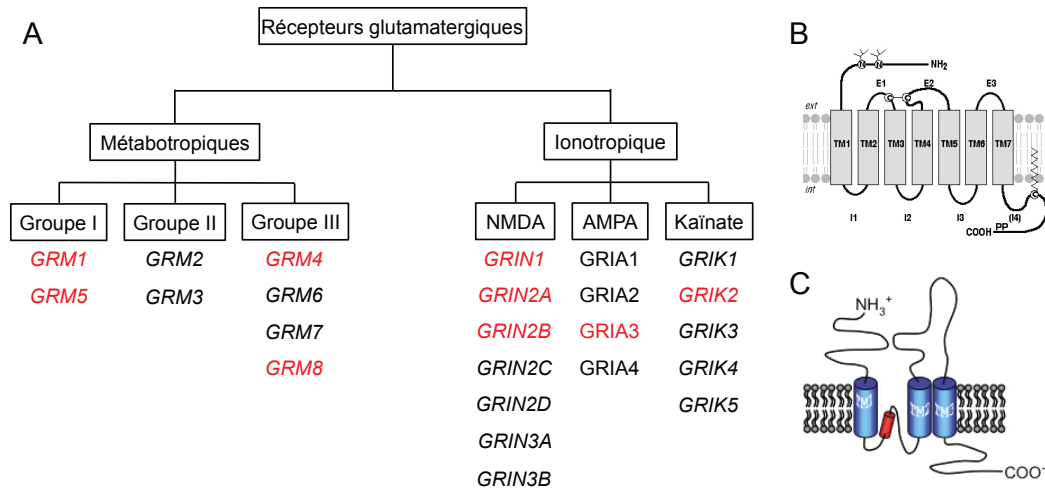 A
Récepteurs glutamatergiques
Métabotropiques
Ionotropique
Groupe I
Groupe II
Groupe III
NMDA
AMPA
Kaïnate
GRM1
GRM2
GRM4
GRIN1
GRIA1
GRIK1
GRM5
GRM3
GRM6
GRIN2A
GRIA2
GRIK2
GRM7
GRIN2B
GRIA3
GRIK3
GRM8
GRIN2C
GRIA4
GRIK4
GRIN2D
GRIK5
GRIN3A
GRIN3B
B
N N NH2
E1 E2 E3
C C
ext
TM1 TM2 TM3 TM4 TM5 TM6 TM7
int
C
I1 I2 I3 (I4)
COOH PP
C
NH3+
TM1 TM2 TM3
COO-